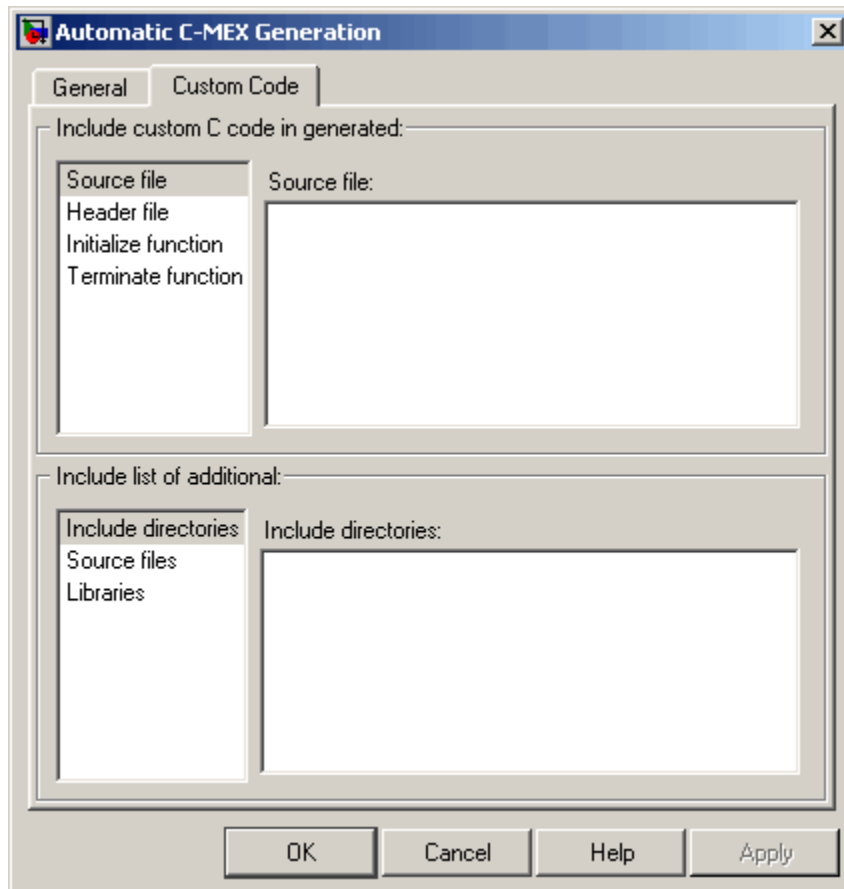 Automatic C-MEX Generation
General
Custom Code
Include custom C code in generated:
Source file
Header file
Initialize function
Terminate function
Source file:
Include list of additional:
Include directories
Source files
Libraries
Include directories:
OK
Cancel
Help
Apply